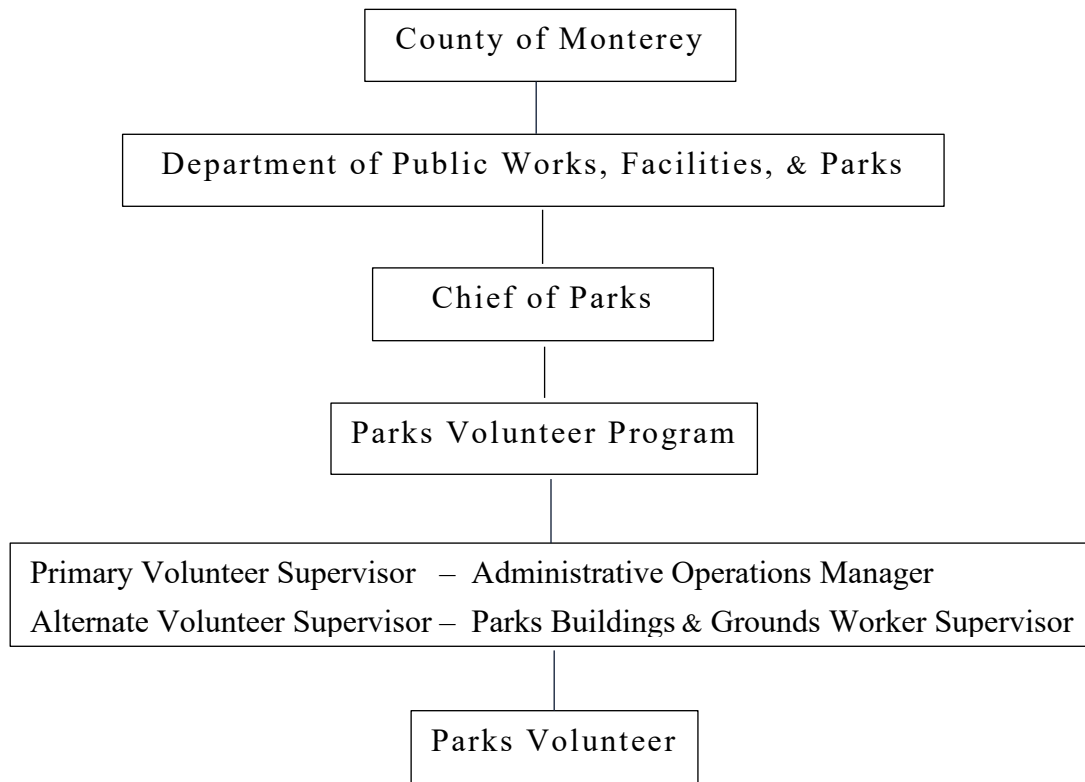 County of Monterey
Department of Public Works, Facilities, & Parks
Chief of Parks
Parks Volunteer Program
Primary Volunteer Supervisor – Administrative Operations Manager
Alternate Volunteer Supervisor – Parks Buildings & Grounds Worker Supervisor
Parks Volunteer